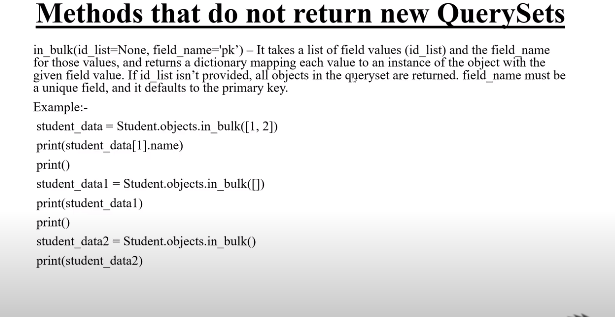 Methods that do not return new QuerySets
in_bulk(id_list=None, field_name='pk') – It takes a list of field values (id_list) and the field_name
for those values, and returns a dictionary mapping each value to an instance of the object with the
given field value. If id_list isn't provided, all objects in the queryset are returned. field_name must be
a unique field, and it defaults to the primary key.
Example:-
student_data = Student.objects.in_bulk([1, 2])
print(student_data[1].name)
print()
student_data1 = Student.objects.in_bulk([])
print(student_data1)
print()
student_data2 = Student.objects.in_bulk()
print(student_data2)